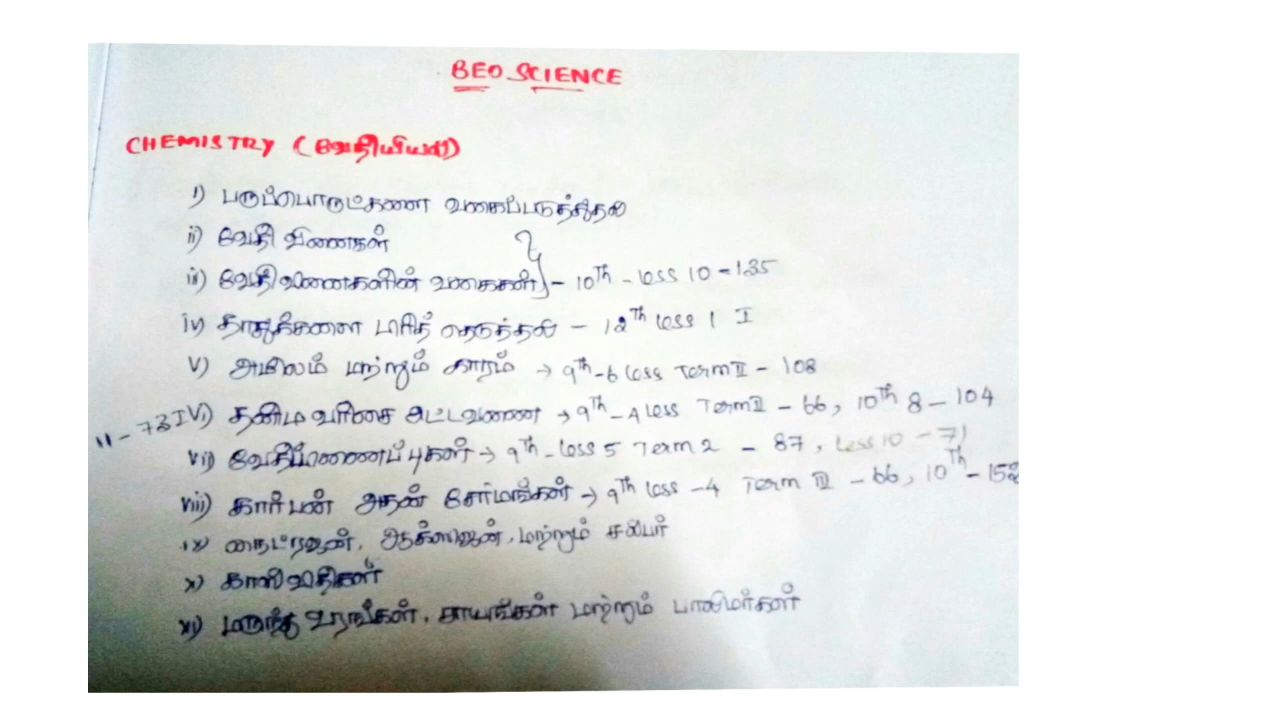 BEO SCIENCE
CHEMISTRY (வேதியியல்)
i) பருப்பொருட்களை வகைப்படுத்துதல்
ii) வேதி வினைகள்
iii) வேதிவினைகளின் வகைகள் } - 10th - Less 10 - 135
iv) தாதுக்களை பிரித்தெடுத்தல் - 12th Less 1 I
v) அமிலம் மற்றும் காரம் → 9th - 6 Less Term II - 108
11 - 73 I vi) தனிம வரிசை அட்டவணை → 9th - 4 Less Term II - 66, 10th 8 - 104
vii) வேதிப்பிணைப்புகள் → 9th - Less 5 Term 2 - 87, Less 10 - 71
viii) கார்பன் அதன் சேர்மங்கள் → 9th Less - 4 Term III - 66, 10th - 152
ix) நைட்ரஜன், ஆக்ஸிஜன், மற்றும் சல்பர்
x) காலி
xi) மருந்து உரங்கள், சாயங்கள் மற்றும் பாலிமர்கள்